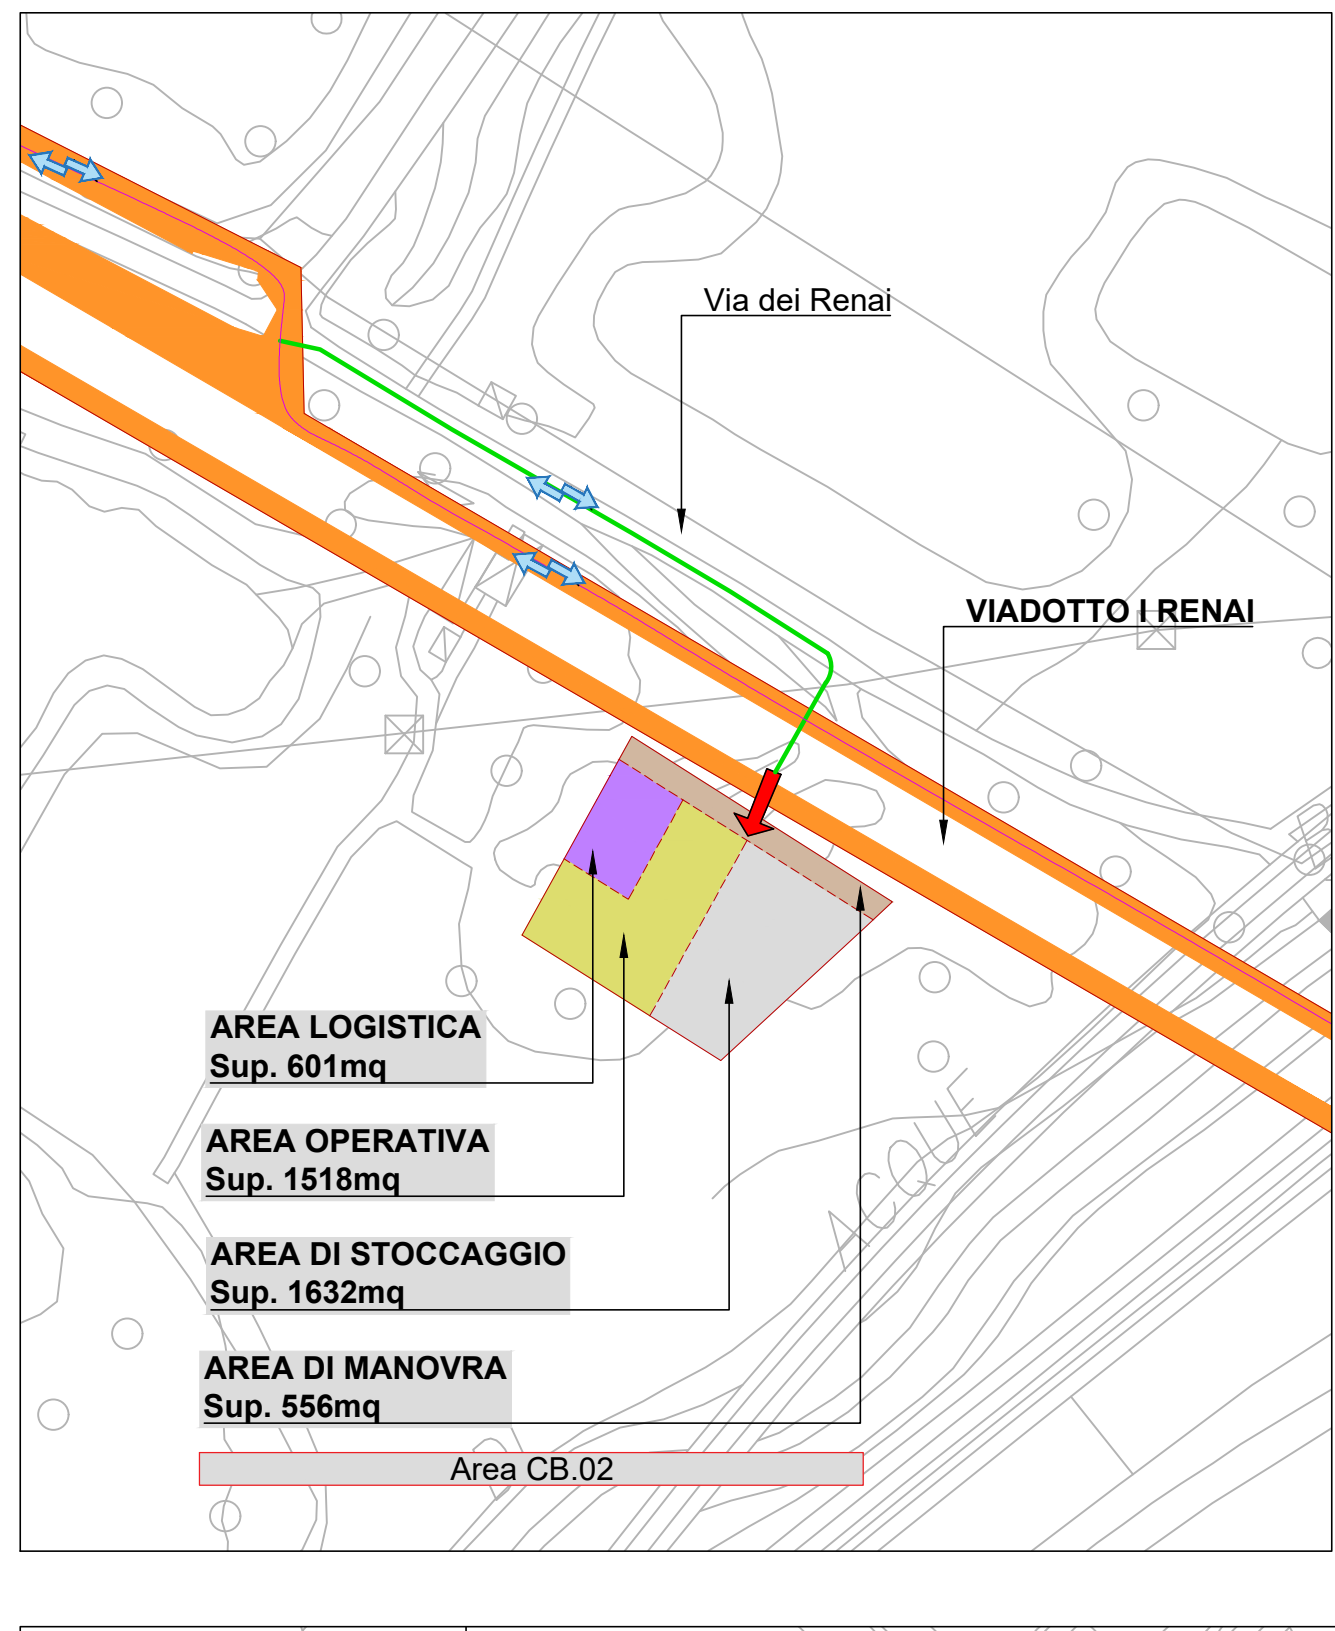 Via dei Renai
VIADOTTO I RENAI
AREA LOGISTICA
Sup. 601mq
AREA OPERATIVA
Sup. 1518mq
ACQUE
AREA DI STOCCAGGIO
Sup. 1632mq
AREA DI MANOVRA
Sup. 556mq
Area CB.02